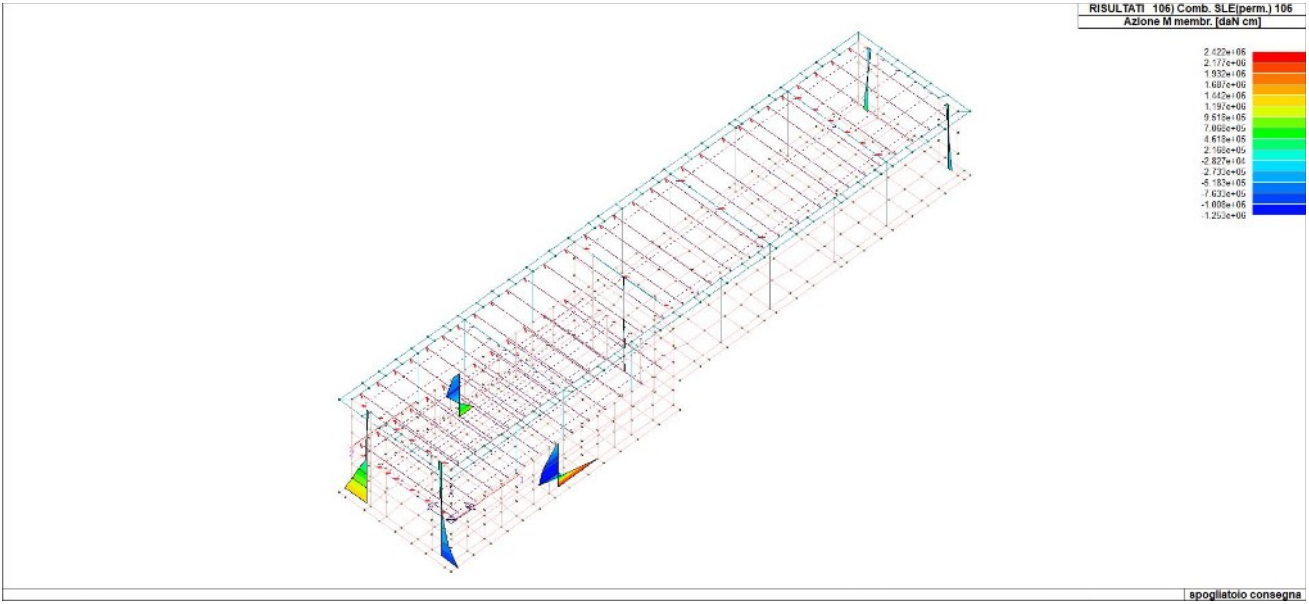 RISULTATI 106) Comb. SLE(perm.) 106
Azione M membr. [daN cm]
2.422e+06
2.177e+06
1.932e+06
1.687e+06
1.442e+06
1.197e+06
9.518e+05
7.068e+05
4.618e+05
2.168e+05
-2.827e+04
-2.733e+05
-5.183e+05
-7.633e+05
-1.008e+06
-1.253e+06
spogliatoio consegna